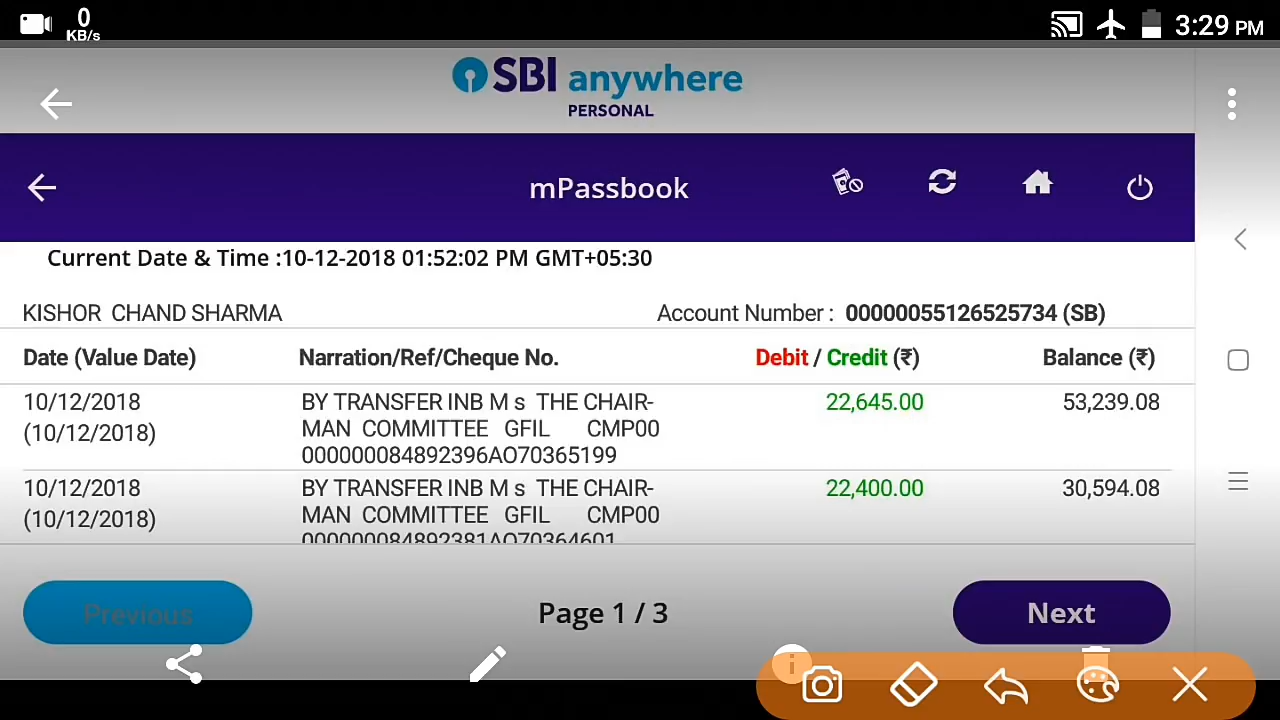 0
KB/s
3:29 PM
SBI anywhere
PERSONAL
mPassbook
Current Date & Time :10-12-2018 01:52:02 PM GMT+05:30
KISHOR CHAND SHARMA Account Number : 00000055126525734 (SB)
Date (Value Date) Narration/Ref/Cheque No. Debit / Credit (₹) Balance (₹)
10/12/2018 BY TRANSFER INB M s THE CHAIR- 22,645.00 53,239.08
(10/12/2018) MAN COMMITTEE GFIL CMP00
000000084892396AO70365199
10/12/2018 BY TRANSFER INB M s THE CHAIR- 22,400.00 30,594.08
(10/12/2018) MAN COMMITTEE GFIL CMP00
000000084892381AO70364601
Previous Page 1 / 3 Next